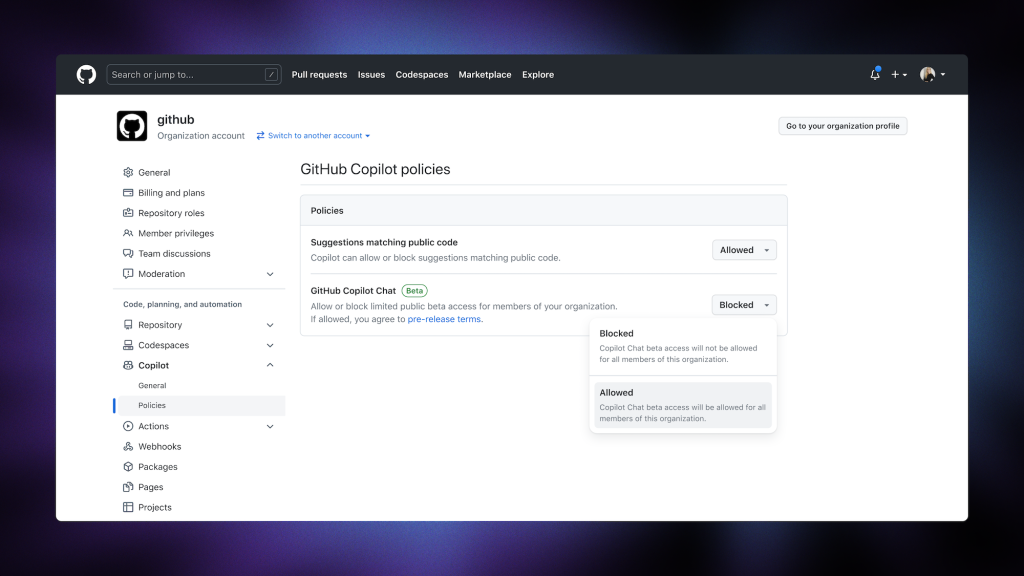 Search or jump to...
/
Pull requests
Issues
Codespaces
Marketplace
Explore
github
Organization account
Switch to another account
Go to your organization profile
General
Billing and plans
Repository roles
Member privileges
Team discussions
Moderation
Code, planning, and automation
Repository
Codespaces
Copilot
General
Policies
Actions
Webhooks
Packages
Pages
Projects
GitHub Copilot policies
Policies
Suggestions matching public code
Copilot can allow or block suggestions matching public code.
Allowed
GitHub Copilot Chat Beta
Allow or block limited public beta access for members of your organization.
If allowed, you agree to pre-release terms.
Blocked
Blocked
Copilot Chat beta access will not be allowed
for all members of this organization.
Allowed
Copilot Chat beta access will be allowed for all
members of this organization.